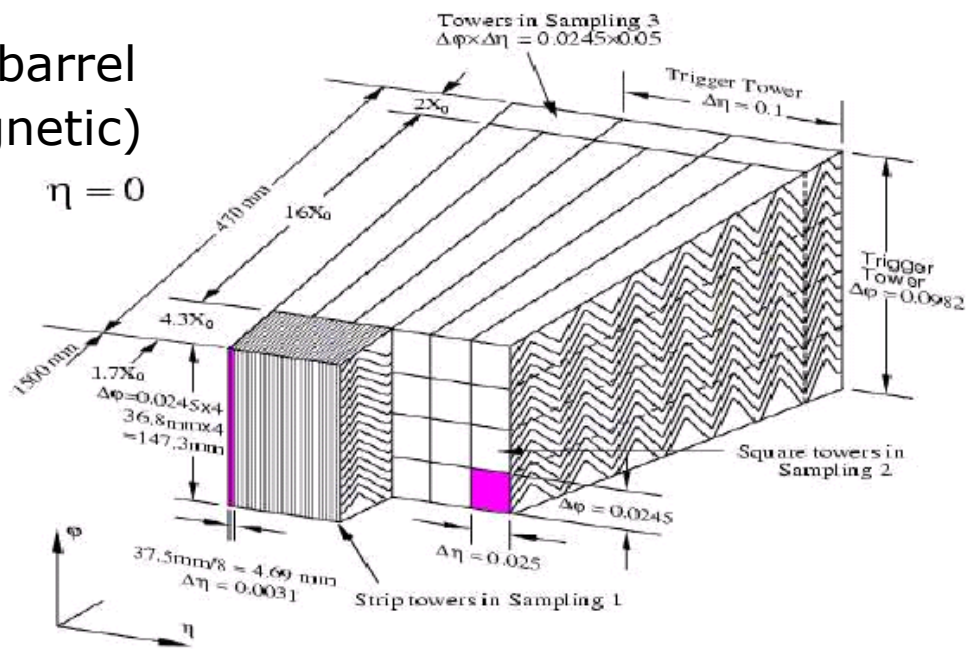 barrel
gnetic)
η = 0
Towers in Sampling 3
Δφ×Δη = 0.0245×0.05
Trigger Tower
Δη = 0.1
2X₀
16X₀
470 mm
4.3X₀
1500 mm
1.7X₀
Δφ=0.0245x4
36.8mmx4
=147.3mm
Trigger
Tower
Δφ = 0.0982
Square towers in
Sampling 2
Δφ = 0.0245
Δη = 0.025
37.5mm/8 = 4.69 mm
Δη = 0.0031
Strip towers in Sampling 1
φ
η